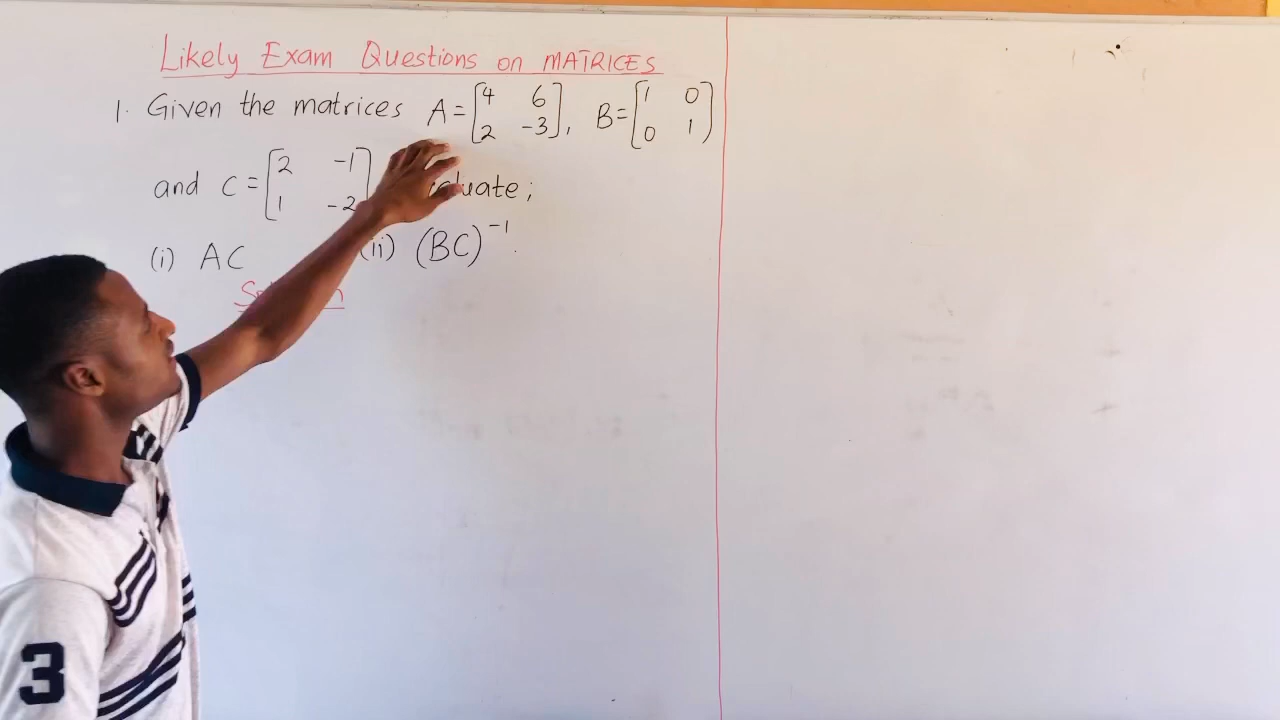 Likely Exam Questions on MATRICES
1. Given the matrices A=[4 6 2 -3], B=[1 0 0 1]
and C=[2 -1 1 -2] ;
(i) AC (ii) (BC)⁻¹.
3